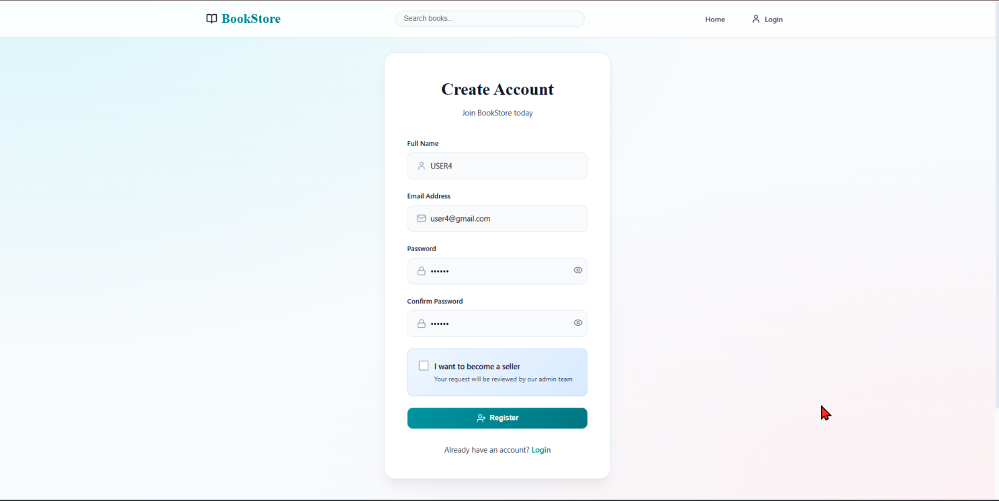 BookStore
Search books...
Home
Login
Create Account
Join BookStore today
Full Name
USER4
Email Address
user4@gmail.com
Password
••••••
Confirm Password
••••••
I want to become a seller
Your request will be reviewed by our admin team
Register
Already have an account? Login